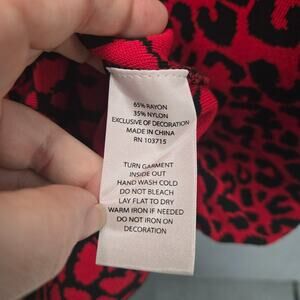 65% RAYON
35% NYLON
EXCLUSIVE OF DECORATION
MADE IN CHINA
RN 103715
TURN GARMENT
INSIDE OUT
HAND WASH COLD
DO NOT BLEACH
LAY FLAT TO DRY
WARM IRON IF NEEDED
DO NOT IRON ON
DECORATION